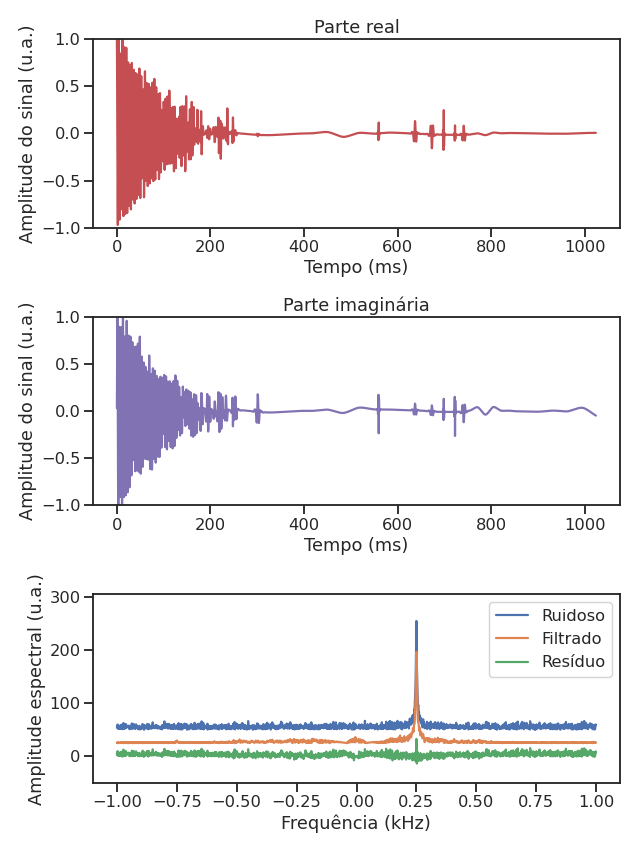 Parte real
Amplitude do sinal (u.a.)
1.0
0.5
0.0
−0.5
−1.0
0 200 400 600 800 1000
Tempo (ms)
Parte imaginária
Amplitude do sinal (u.a.)
1.0
0.5
0.0
−0.5
−1.0
0 200 400 600 800 1000
Tempo (ms)
Amplitude espectral (u.a.)
300
200
100
0
Ruidoso
Filtrado
Resíduo
−1.00 −0.75 −0.50 −0.25 0.00 0.25 0.50 0.75 1.00
Frequência (kHz)